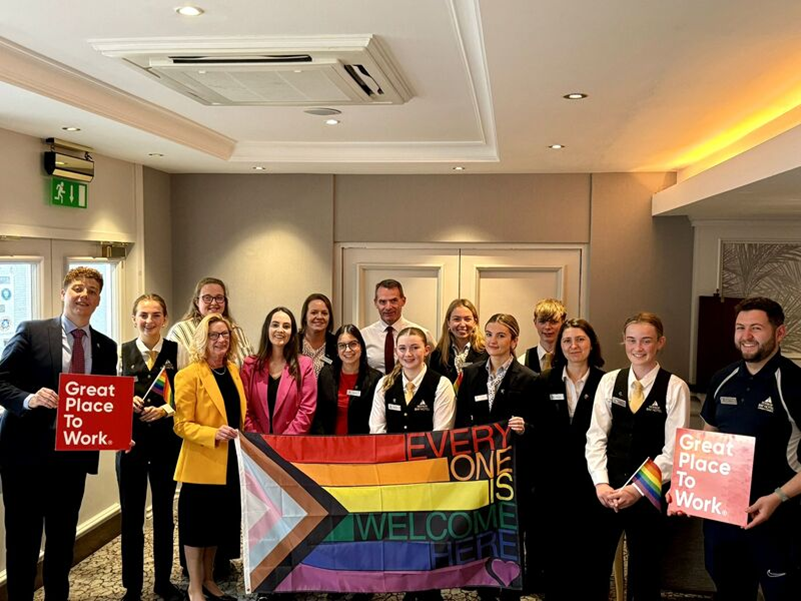 Great Place
To
Work®
EVERY
ONE
IS
WELCOME
HERE
Great
Place To
Work®